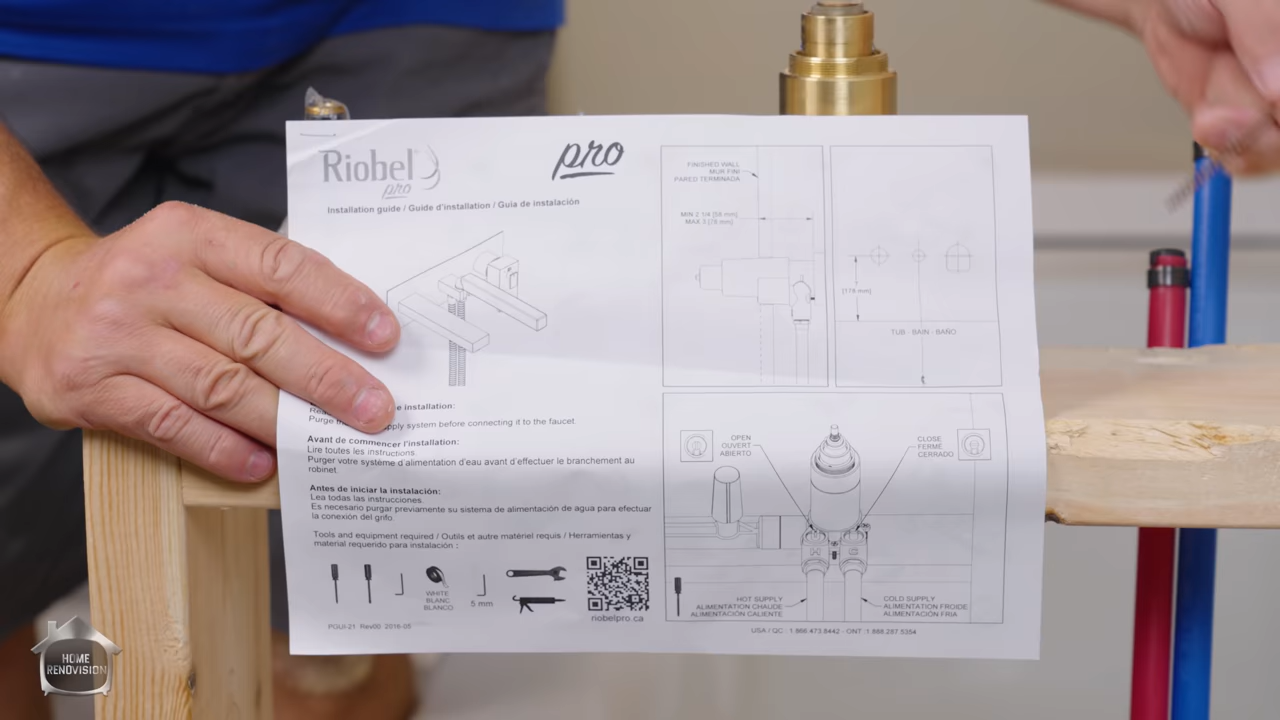 Riobel
pro
pro
Installation guide / Guide d'installation / Guía de instalación
e installation:
Rea
Purge th pply system before connecting it to the faucet.
Avant de commencer l'installation:
Lire toutes les instructions.
Purger votre système d'alimentation d'eau avant d'effectuer le branchement au
robinet.
Antes de iniciar la instalación:
Lea todas las instrucciones.
Es necesario purgar previamente su sistema de alimentación de agua para efectuar
la conexión del grifo.
Tools and equipment required / Outils et autre matériel requis / Herramientas y
material requerido para instalación :
WHITE
BLANC
BLANCO
5 mm
riobelpro.ca
PGUI-21 Rev00 2016-05
FINISHED WALL
MUR FINI
PARED TERMINADA
MIN 2 1/4 [58 mm]
MAX 3 [78 mm]
[178 mm]
TUB - BAIN - BAÑO
OPEN
OUVERT
ABIERTO
CLOSE
FERMÉ
CERRADO
H
C
HOT SUPPLY
ALIMENTATION CHAUDE
ALIMENTACIÓN CALIENTE
COLD SUPPLY
ALIMENTATION FROIDE
ALIMENTACIÓN FRIA
USA / QC : 1.866.473.8442 - ONT :1.888.287.5354
HOME
RENOVISION